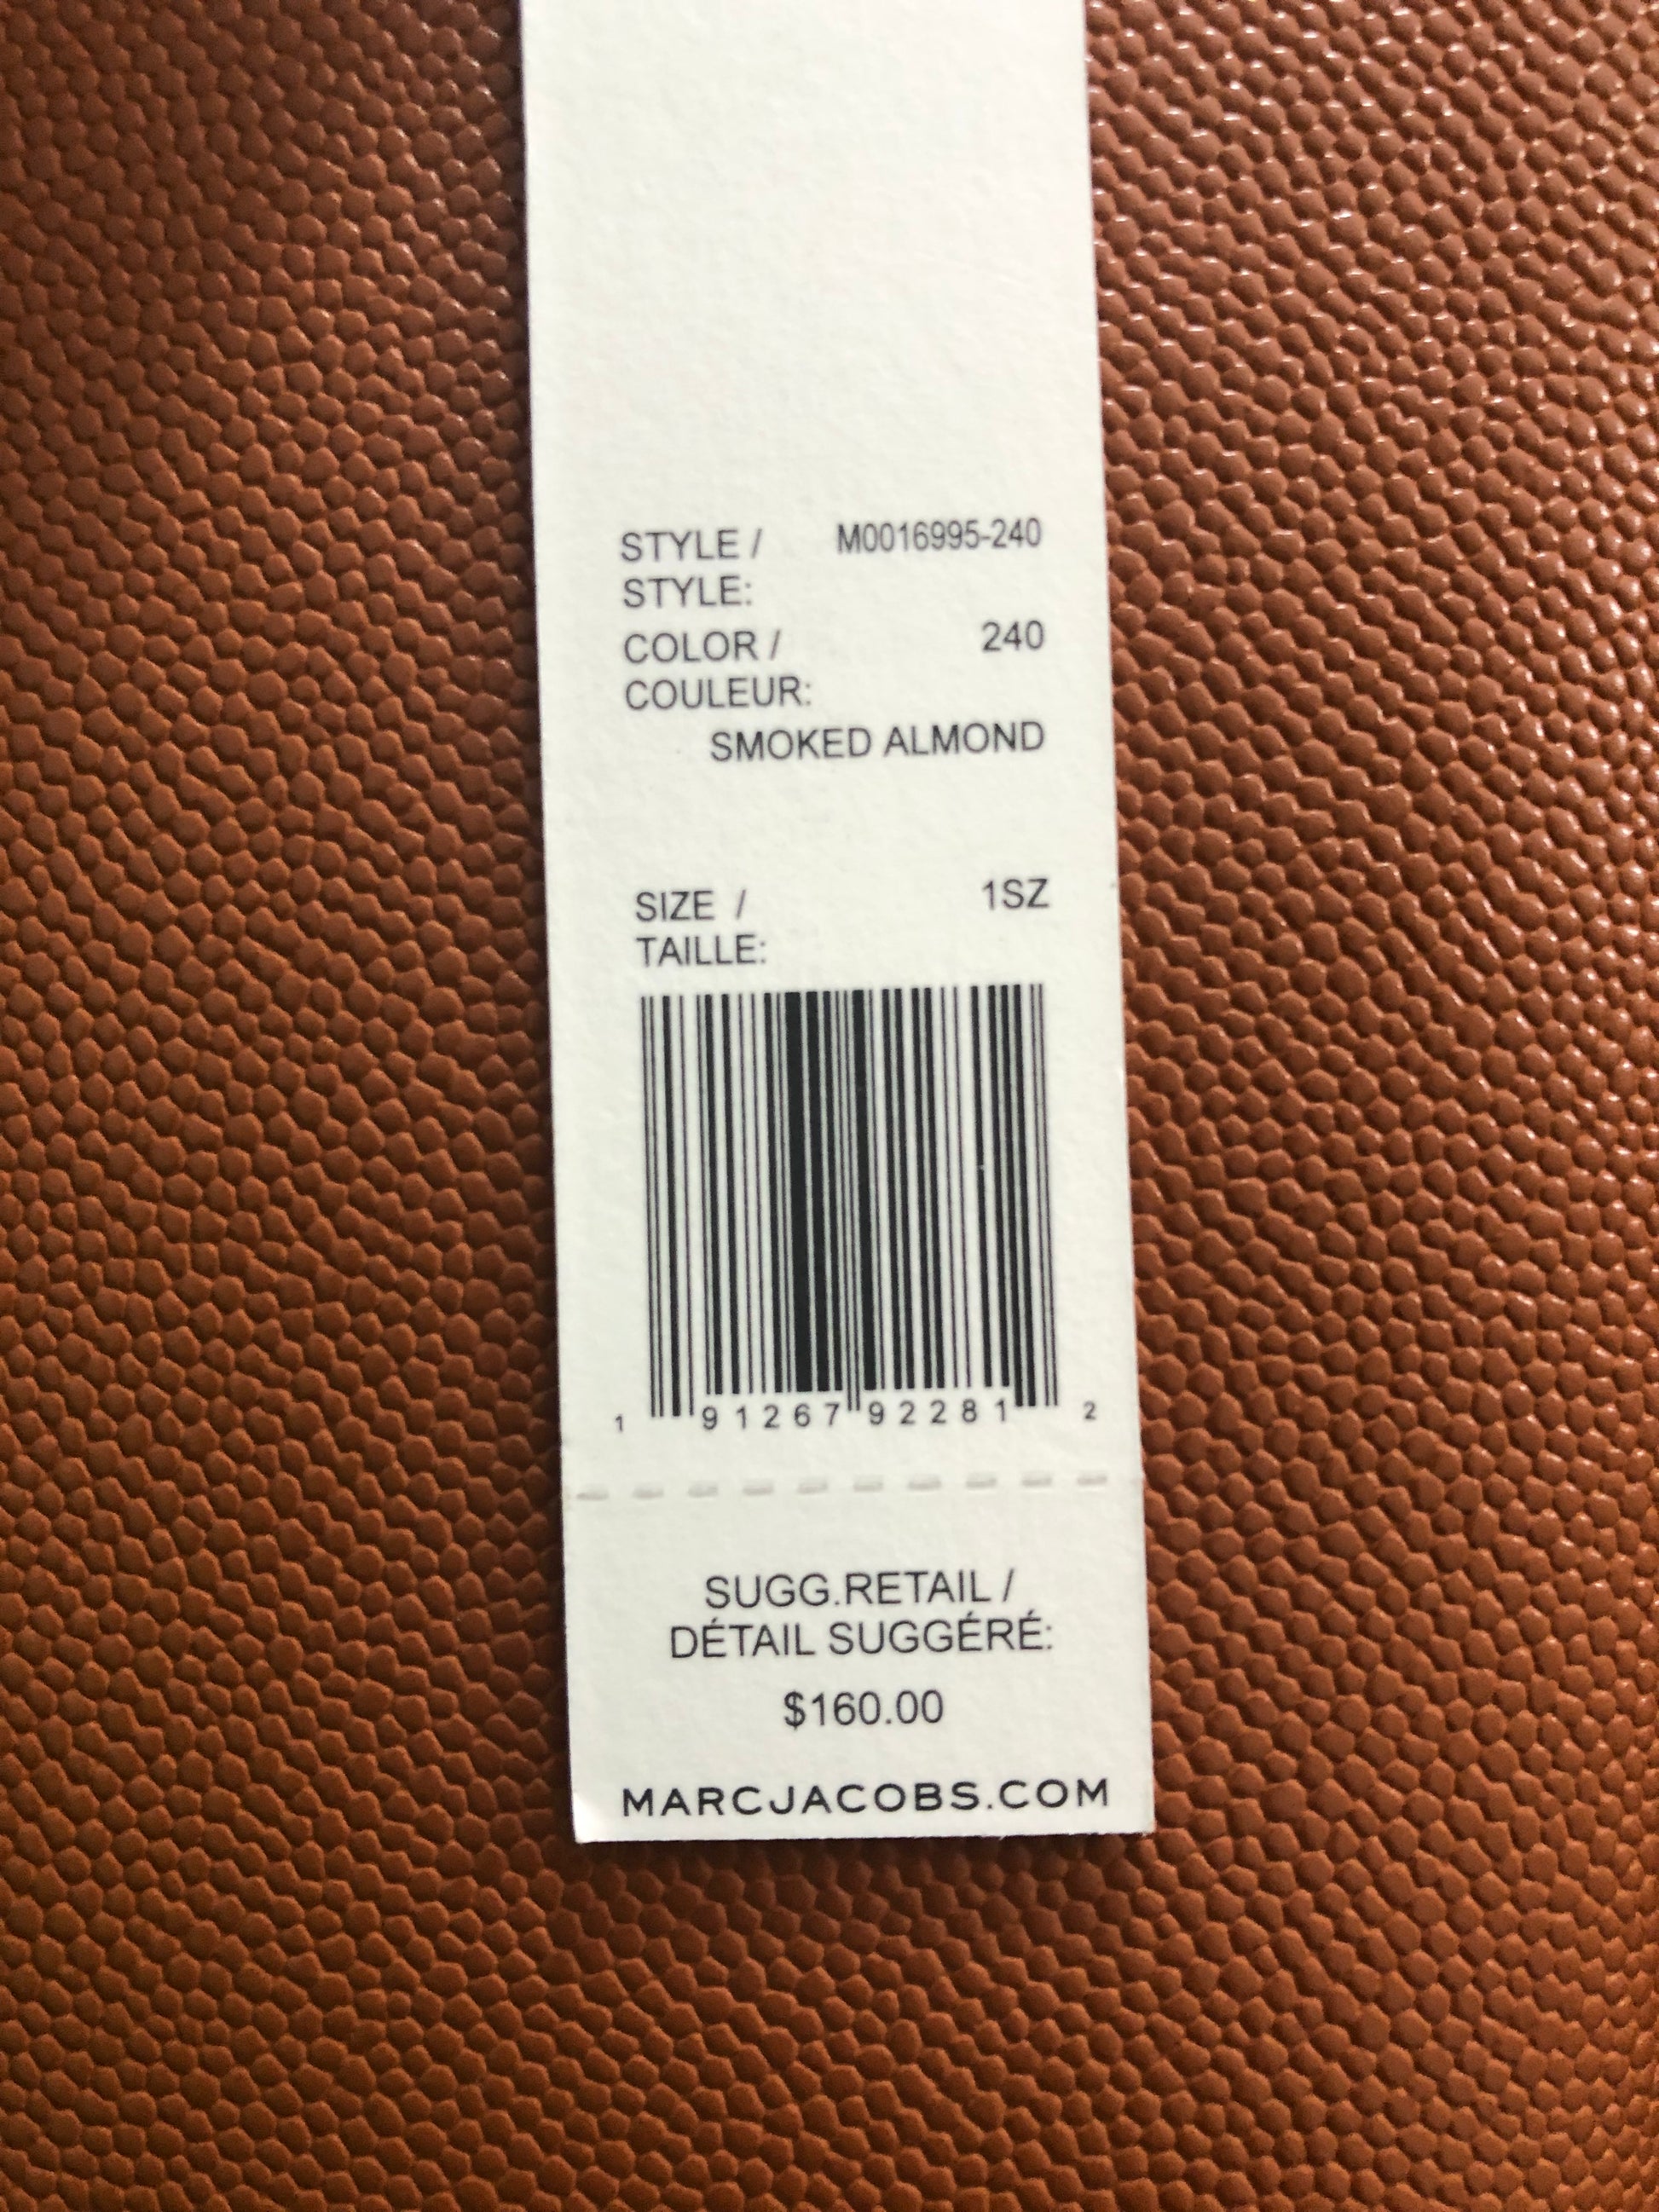 STYLE / M0016995-240
STYLE:
COLOR / 240
COULEUR:
SMOKED ALMOND
SIZE / 1SZ
TAILLE:
1 91267 92281 2
SUGG.RETAIL /
DÉTAIL SUGGÉRÉ:
$160.00
MARCJACOBS.COM